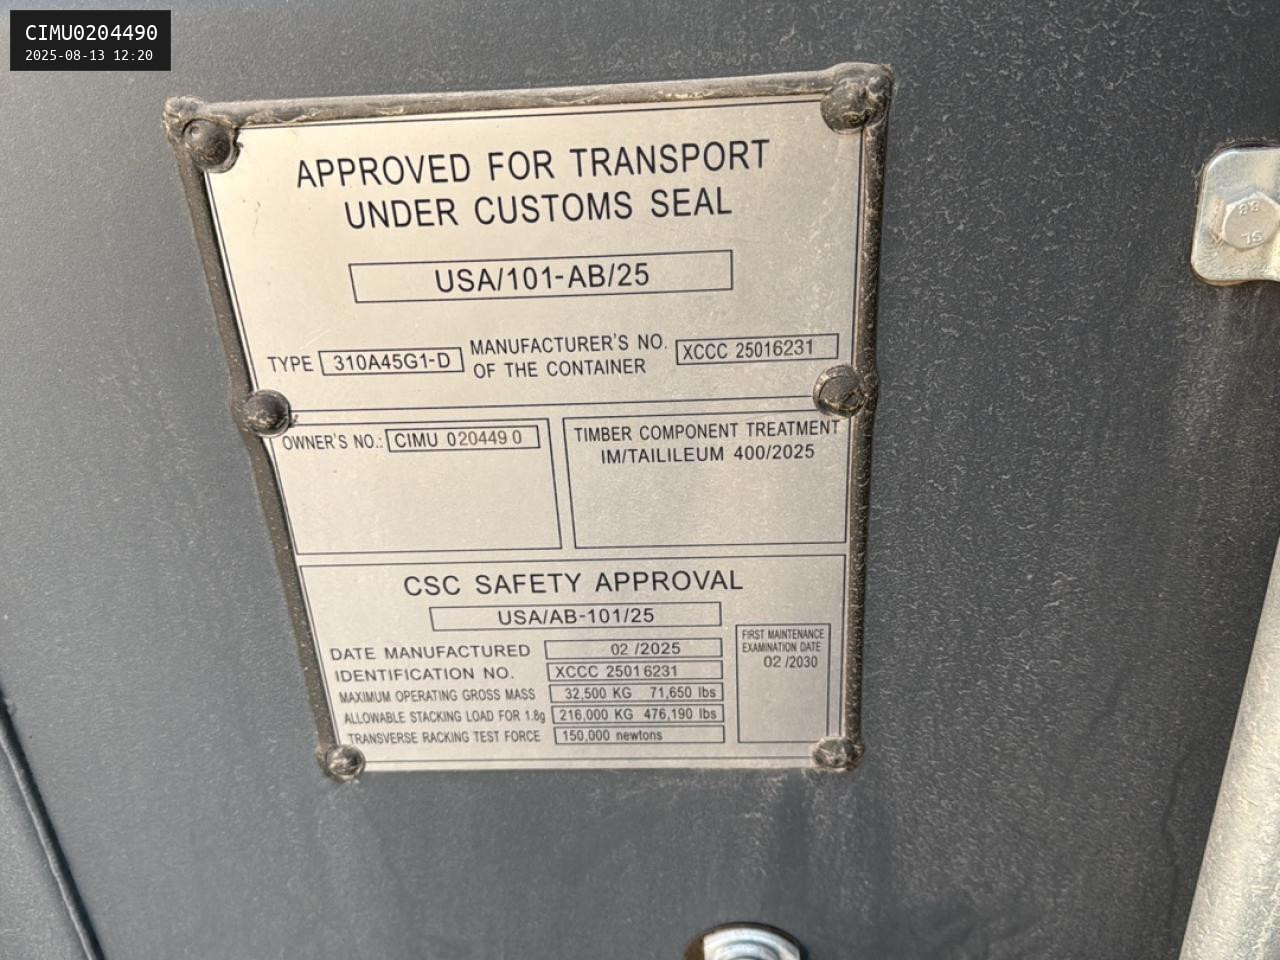 CIMU0204490
2025-08-13 12:20
APPROVED FOR TRANSPORT
UNDER CUSTOMS SEAL
USA/101-AB/25
TYPE 310A45G1-D MANUFACTURER'S NO. OF THE CONTAINER XCCC 25016231
OWNER'S NO.: CIMU 0204490
TIMBER COMPONENT TREATMENT
IM/TAILILEUM 400/2025
CSC SAFETY APPROVAL
USA/AB-101/25
DATE MANUFACTURED 02 /2025
IDENTIFICATION NO. XCCC 25016231
MAXIMUM OPERATING GROSS MASS 32,500 KG 71,650 lbs
ALLOWABLE STACKING LOAD FOR 1.8g 216,000 KG 476,190 lbs
TRANSVERSE RACKING TEST FORCE 150,000 newtons
FIRST MAINTENANCE
EXAMINATION DATE
02 /2030
8.8